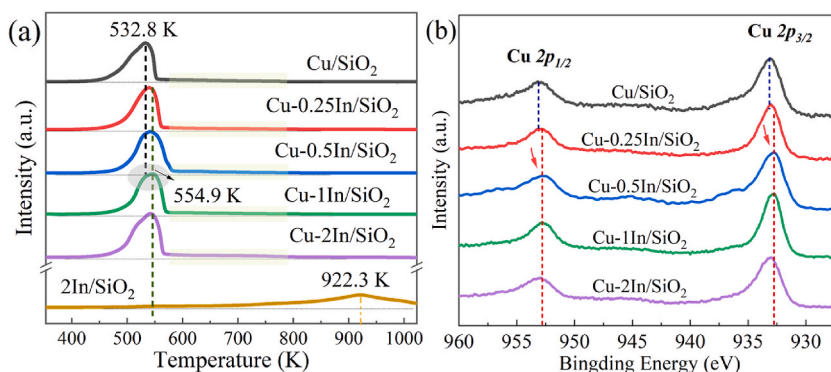 (a)
532.8 K
Cu/SiO₂
Cu-0.25In/SiO₂
Cu-0.5In/SiO₂
554.9 K
Cu-1In/SiO₂
Cu-2In/SiO₂
2In/SiO₂
922.3 K
Intensity (a.u.)
400 500 600 700 800 900 1000
Temperature (K)
(b)
Cu 2p₁/₂
Cu 2p₃/₂
Cu/SiO₂
Cu-0.25In/SiO₂
Cu-0.5In/SiO₂
Cu-1In/SiO₂
Cu-2In/SiO₂
Intensity (a.u.)
960 955 950 945 940 935 930
Bingding Energy (eV)